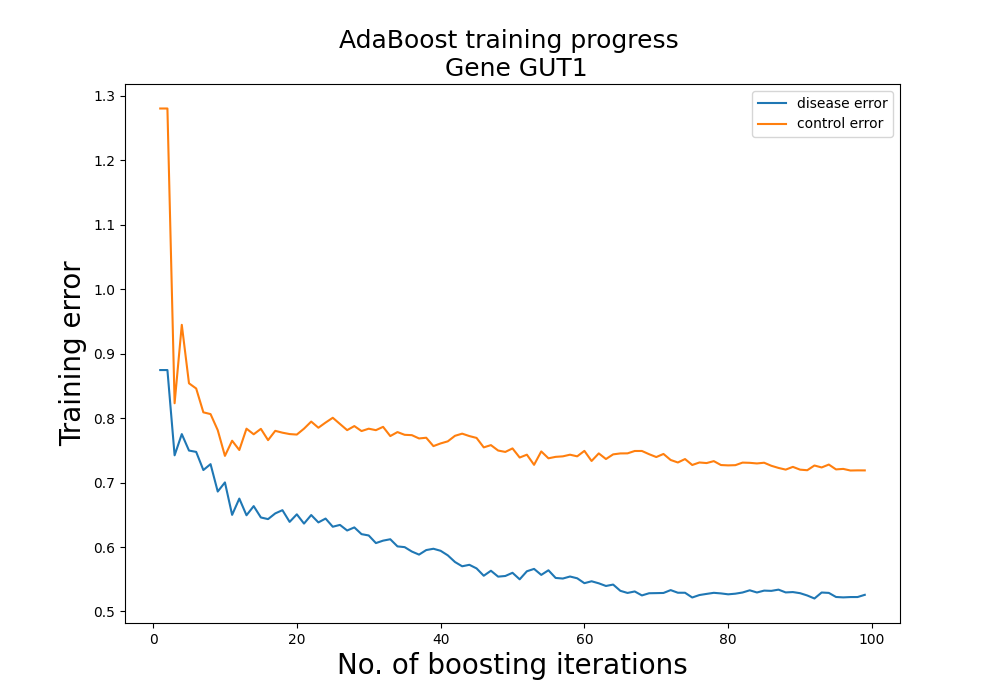 AdaBoost training progress
Gene GUT1
disease error
control error
Training error
1.3
1.2
1.1
1.0
0.9
0.8
0.7
0.6
0.5
0 20 40 60 80 100
No. of boosting iterations